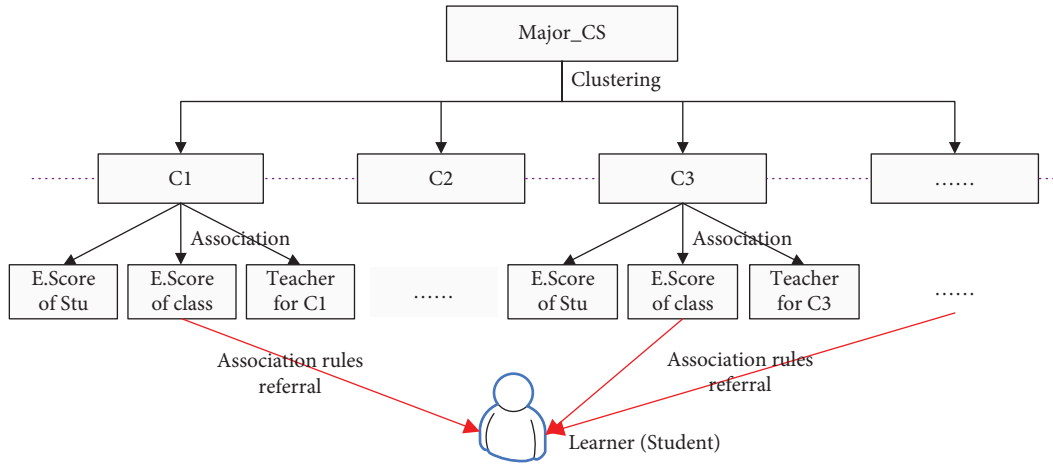 Major_CS
Clustering
C1
C2
C3
......
Association
Association
E.Score
of Stu
E.Score
of class
Teacher
for C1
......
E.Score
of Stu
E.Score
of class
Teacher
for C3
......
Association rules
referral
Association rules
referral
Learner (Student)